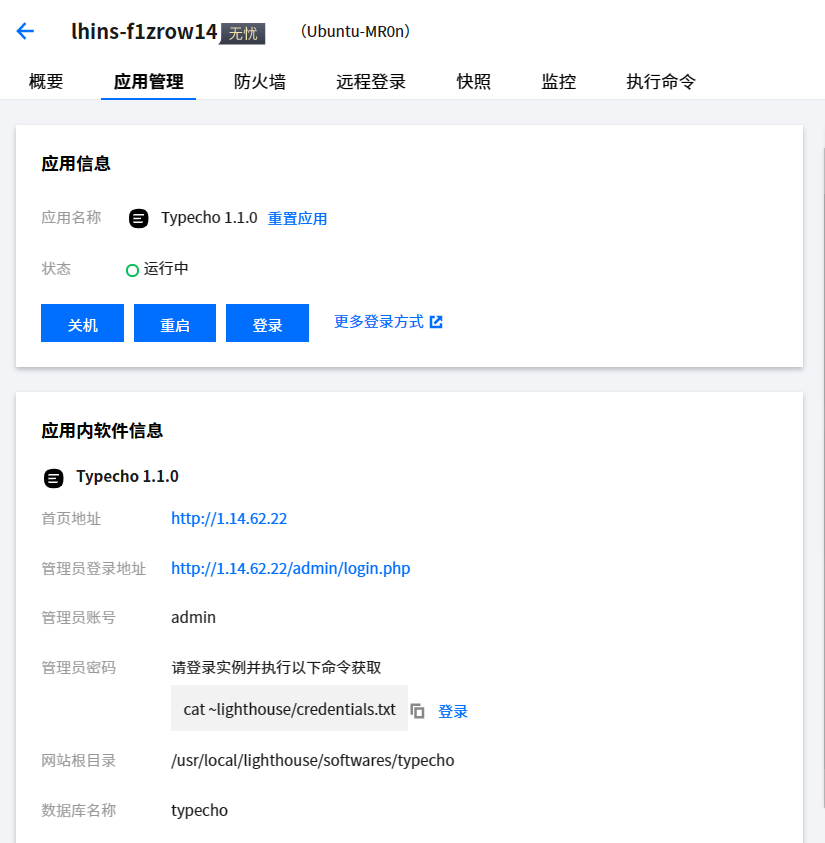 lhins-f1zrow14 无忧 （Ubuntu-MR0n）
概要 应用管理 防火墙 远程登录 快照 监控 执行命令
应用信息
应用名称 Typecho 1.1.0 重置应用
状态 运行中
关机 重启 登录 更多登录方式
应用内软件信息
Typecho 1.1.0
首页地址 http://1.14.62.22
管理员登录地址 http://1.14.62.22/admin/login.php
管理员账号 admin
管理员密码 请登录实例并执行以下命令获取
cat ~lighthouse/credentials.txt 登录
网站根目录 /usr/local/lighthouse/softwares/typecho
数据库名称 typecho